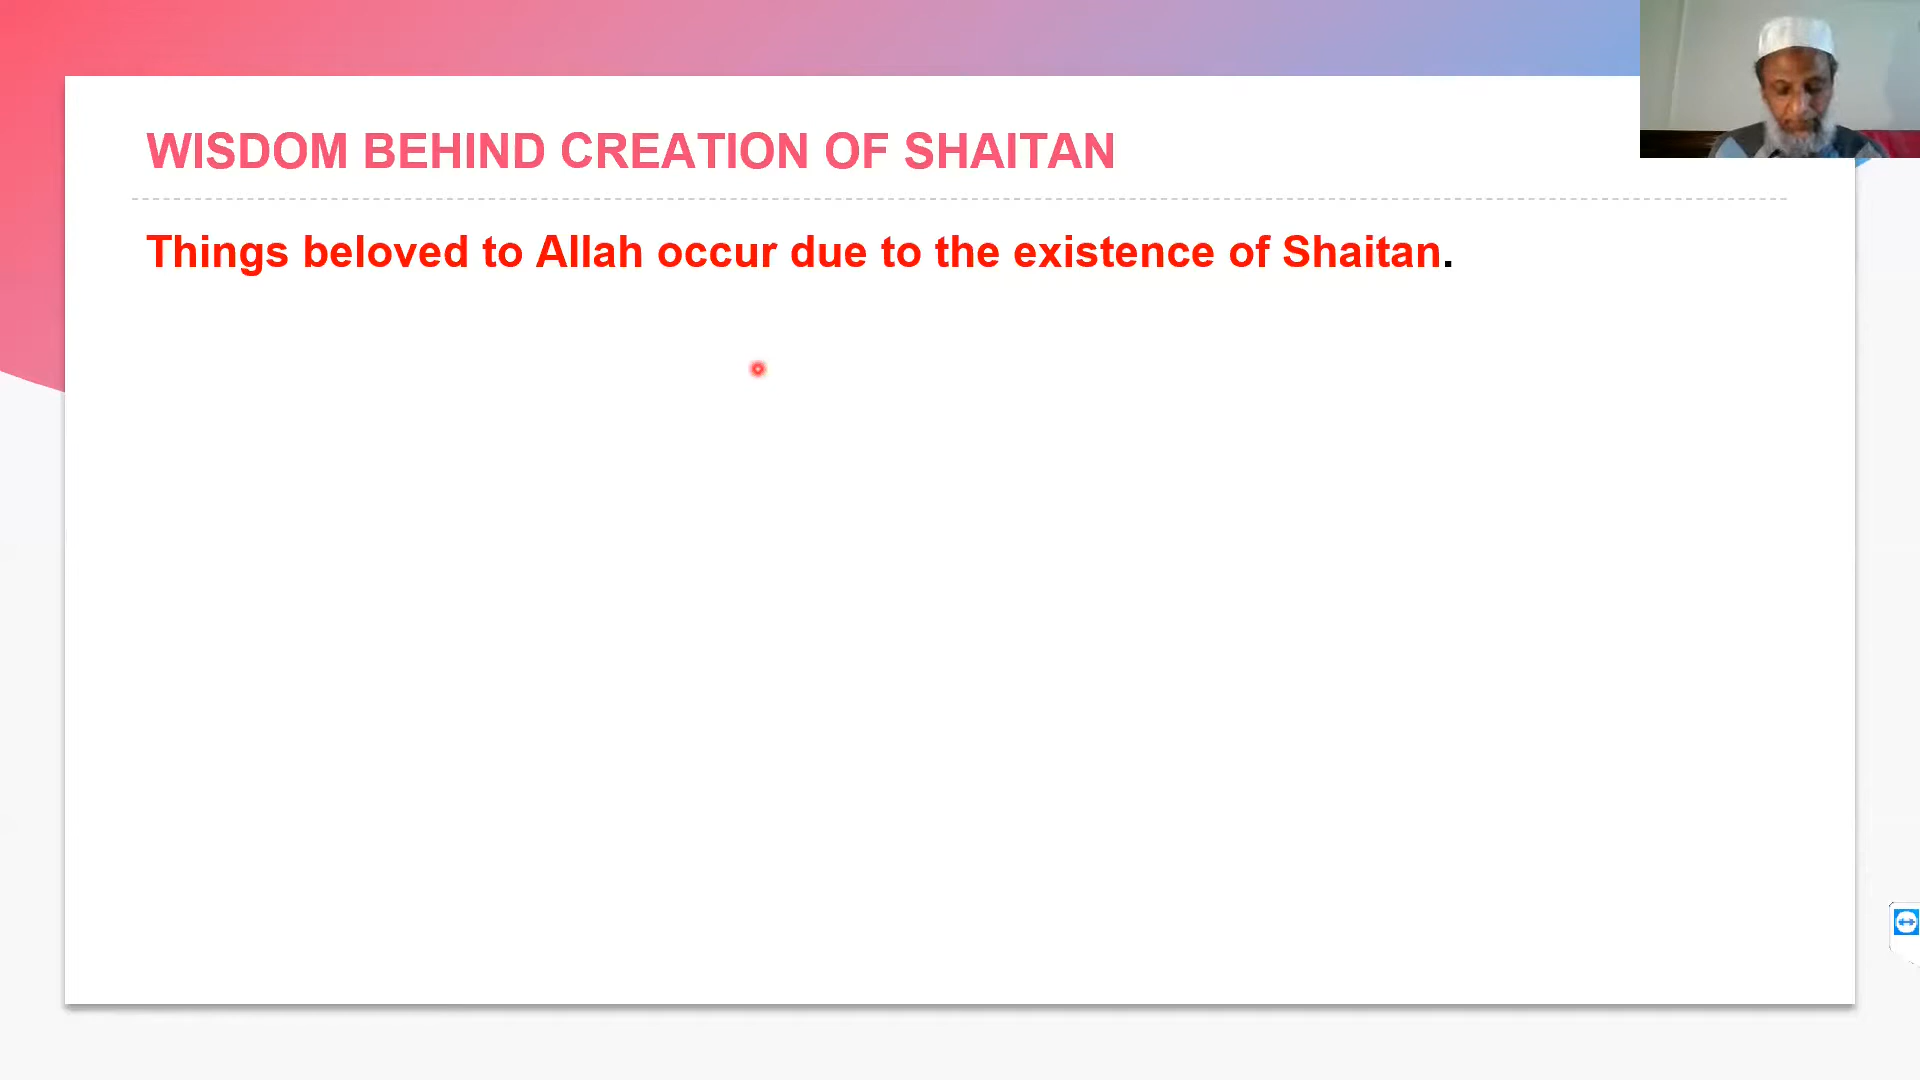 WISDOM BEHIND CREATION OF SHAITAN
Things beloved to Allah occur due to the existence of Shaitan.